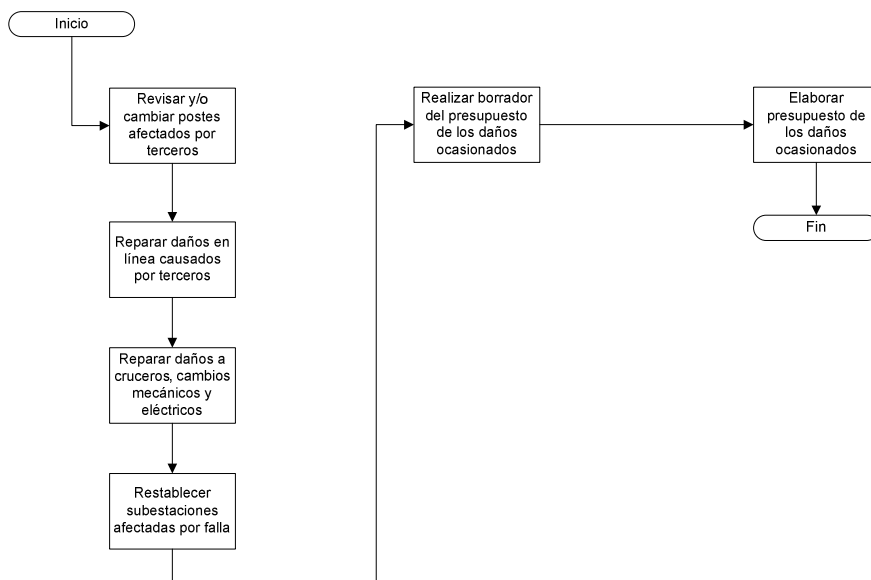 Inicio
Revisar y/o
cambiar postes
afectados por
terceros
Reparar daños en
línea causados
por terceros
Reparar daños a
cruceros, cambios
mecánicos y
eléctricos
Restablecer
subestaciones
afectadas por falla
Realizar borrador
del presupuesto
de los daños
ocasionados
Elaborar
presupuesto de
los daños
ocasionados
Fin